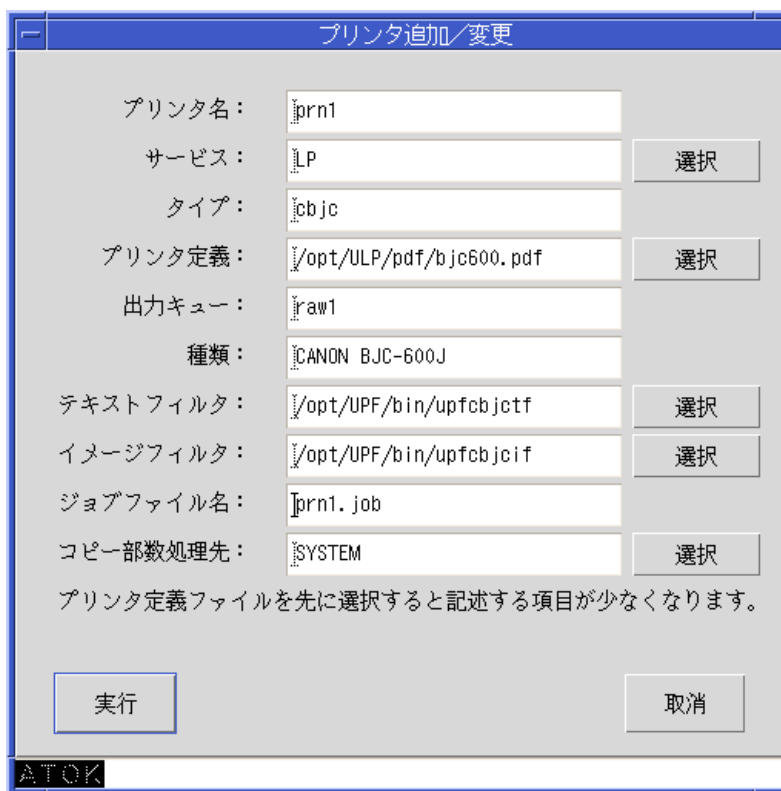 プリンタ追加／変更
プリンタ名： prn1
サービス： LP 選択
タイプ： cbjc
プリンタ定義： /opt/ULP/pdf/bjc600.pdf 選択
出力キュー： raw1
種類： CANON BJC-600J
テキストフィルタ： /opt/UPF/bin/upfcbjctf 選択
イメージフィルタ： /opt/UPF/bin/upfcbjcif 選択
ジョブファイル名： prn1.job
コピー部数処理先： SYSTEM 選択
プリンタ定義ファイルを先に選択すると記述する項目が少なくなります。
実行 取消
ATOK